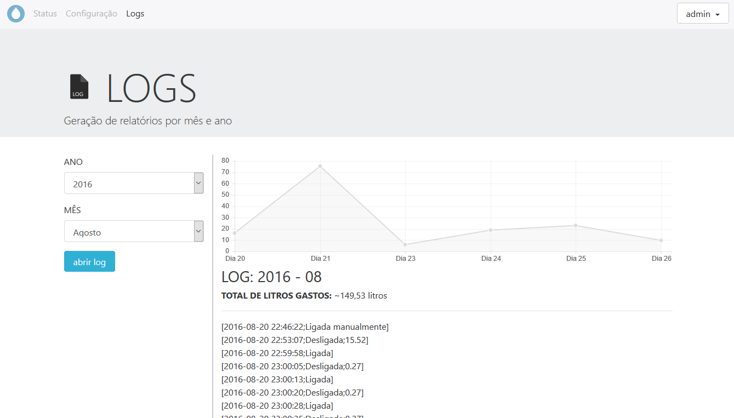 Status Configuração Logs admin
LOG
LOGS
Geração de relatórios por mês e ano
ANO
2016
MÊS
Agosto
abrir log
80
70
60
50
40
30
20
10
0
Dia 20 Dia 21 Dia 23 Dia 24 Dia 25 Dia 26
LOG: 2016 - 08
TOTAL DE LITROS GASTOS: ~149,53 litros
[2016-08-20 22:46:22;Ligada manualmente]
[2016-08-20 22:53:07;Desligada;15.52]
[2016-08-20 22:59:58;Ligada]
[2016-08-20 23:00:05;Desligada;0.27]
[2016-08-20 23:00:13;Ligada]
[2016-08-20 23:00:20;Desligada;0.27]
[2016-08-20 23:00:28;Ligada]